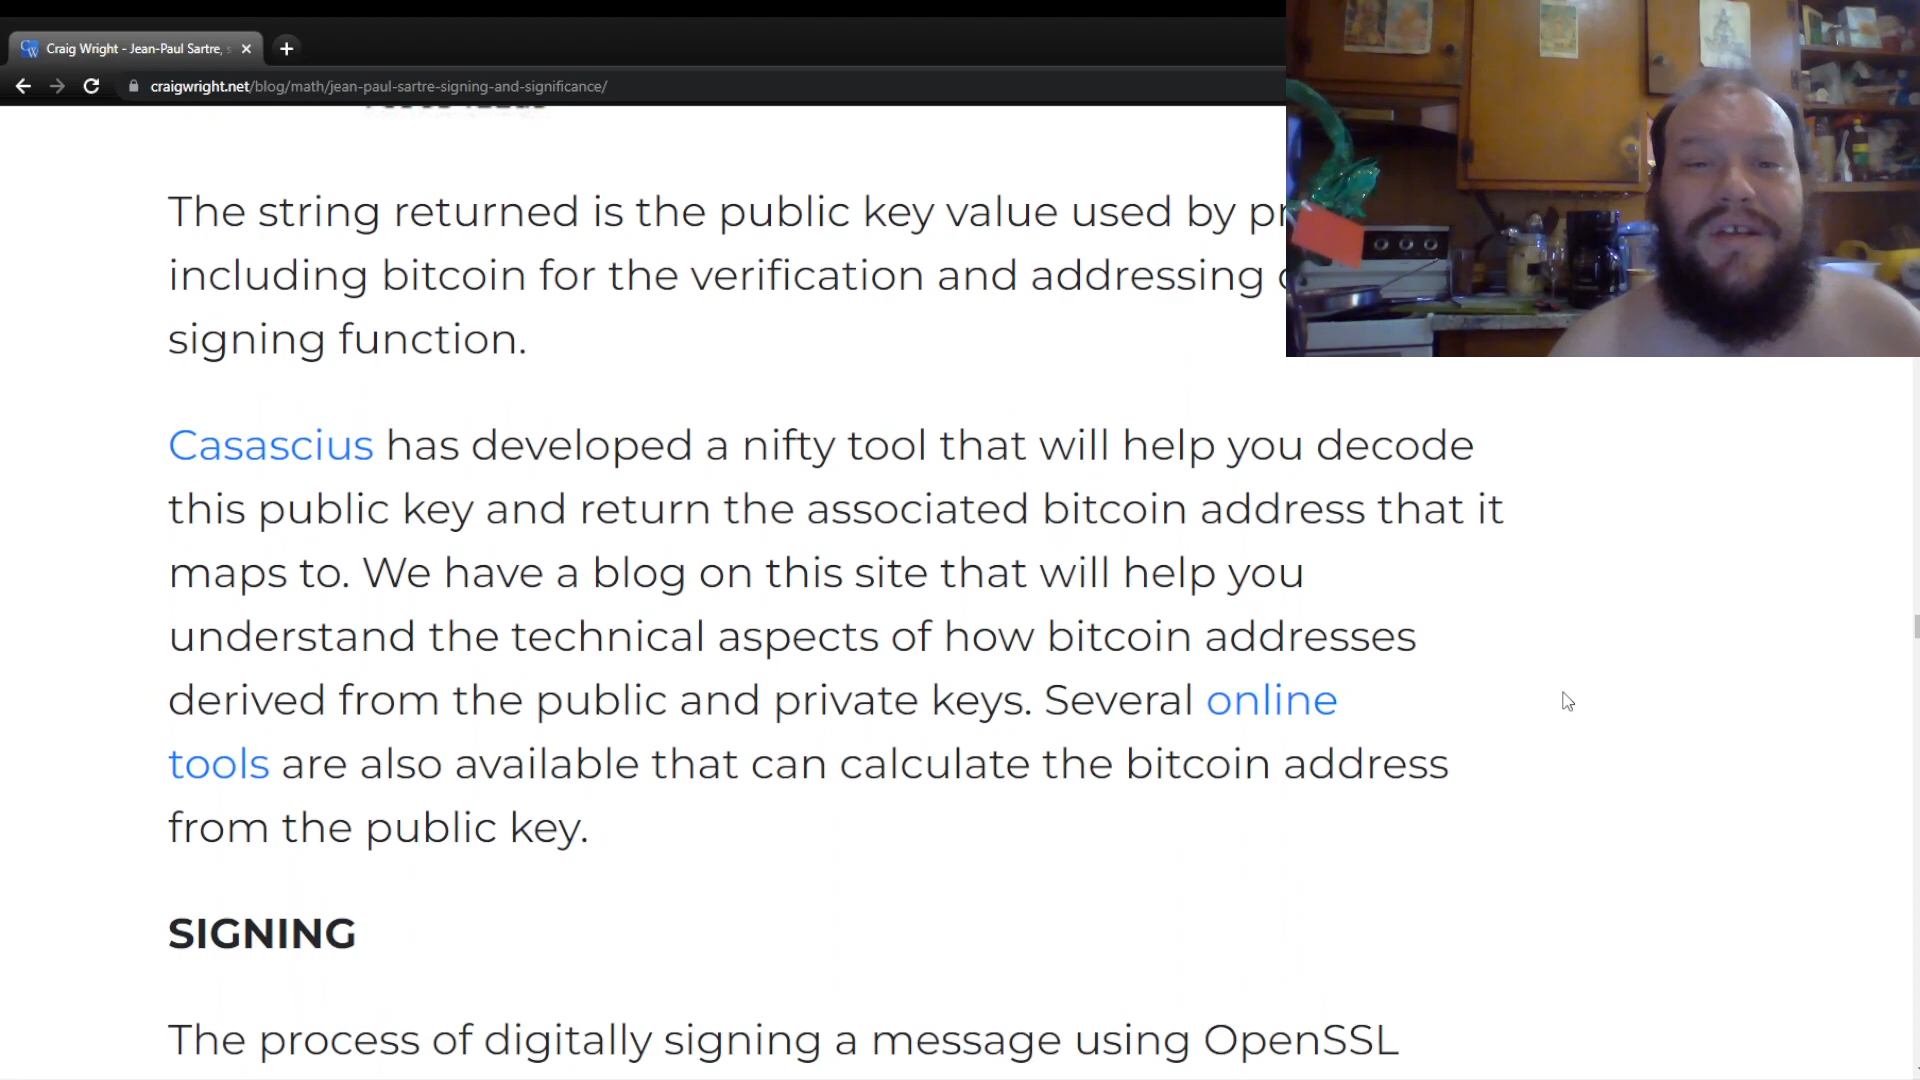 Craig Wright - Jean-Paul Sartre, s
craigwright.net/blog/math/jean-paul-sartre-signing-and-significance/
The string returned is the public key value used by pr
including bitcoin for the verification and addressing
signing function.
Casascius has developed a nifty tool that will help you decode
this public key and return the associated bitcoin address that it
maps to. We have a blog on this site that will help you
understand the technical aspects of how bitcoin addresses
derived from the public and private keys. Several online
tools are also available that can calculate the bitcoin address
from the public key.
SIGNING
The process of digitally signing a message using OpenSSL